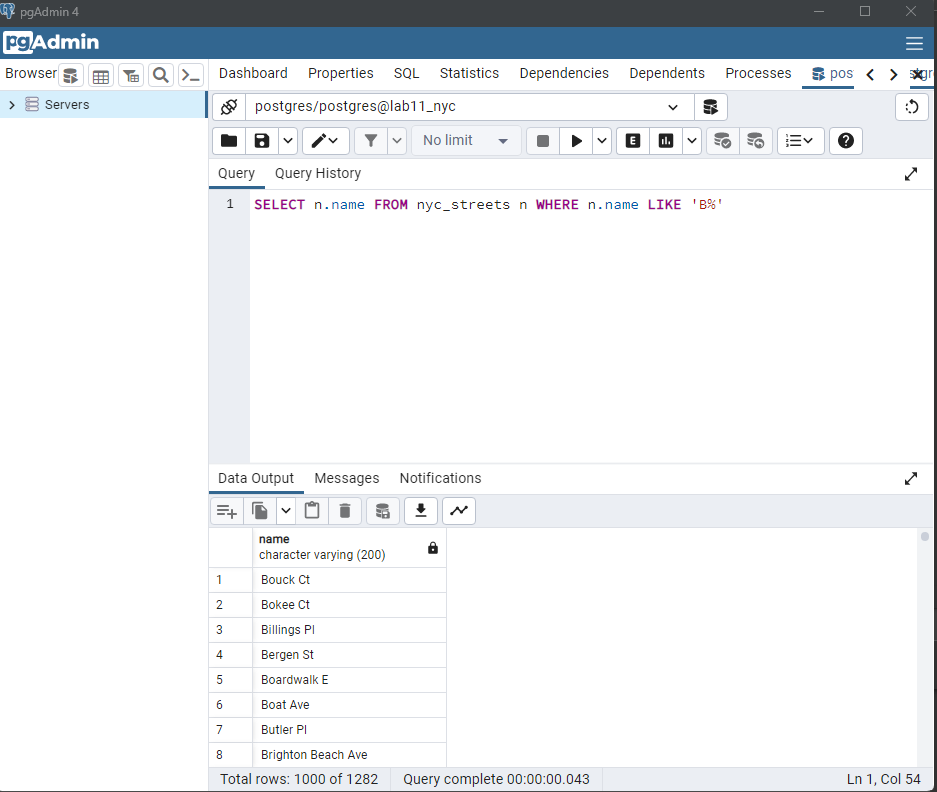 pgAdmin 4
pgAdmin
Browser
Dashboard Properties SQL Statistics Dependencies Dependents Processes pos
Servers
postgres/postgres@lab11_nyc
No limit
E
Query Query History
1 SELECT n.name FROM nyc_streets n WHERE n.name LIKE 'B%'
Data Output Messages Notifications
name
character varying (200)
1 Bouck Ct
2 Bokee Ct
3 Billings Pl
4 Bergen St
5 Boardwalk E
6 Boat Ave
7 Butler Pl
8 Brighton Beach Ave
Total rows: 1000 of 1282 Query complete 00:00:00.043 Ln 1, Col 54